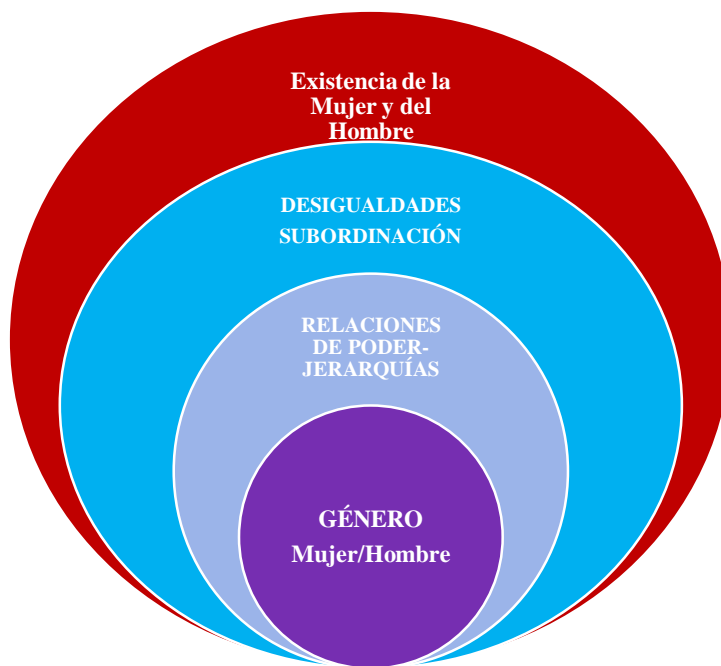 Existencia de la
Mujer y del
Hombre
DESIGUALDADES
SUBORDINACIÓN
RELACIONES
DE PODER-
JERARQUÍAS
GÉNERO
Mujer/Hombre